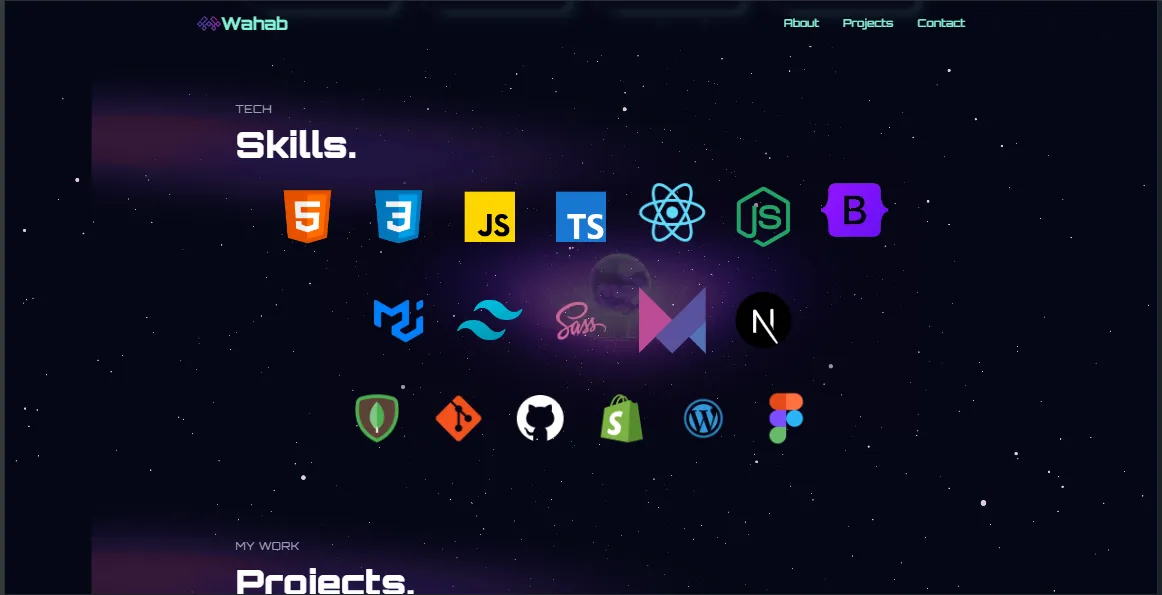 Wahab
About Projects Contact
TECH
Skills.
5 3 JS TS JS B
Sass N
S W
MY WORK
Projects.